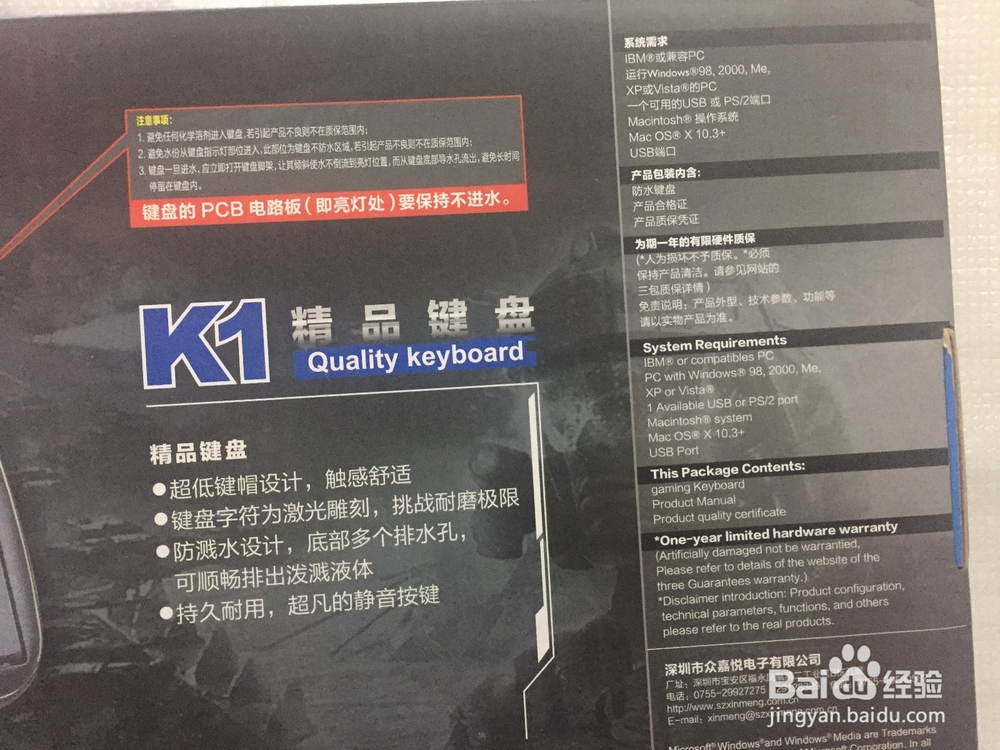 注意事项:
1. 避免任何化学溶剂进入键盘,若引起产品不良则不在质保范围内;
2. 避免水份从键盘指示灯部位进入,此部位为键盘不防水区域,若引起产品不良则不在质保范围内;
3. 键盘一旦进水,应立即打开键盘脚架,让其倾斜使水不倒流到亮灯位置,而从键盘底部导水孔流出,避免长时间
停留在键盘内。
键盘的 PCB 电路板(即亮灯处)要保持不进水。
K1 精品键盘
Quality keyboard
精品键盘
●超低键帽设计，触感舒适
●键盘字符为激光雕刻，挑战耐磨极限
●防溅水设计，底部多个排水孔，
可顺畅排出泼溅液体
●持久耐用，超凡的静音按键
系统需求
IBM®或兼容PC
运行Windows®98, 2000, Me,
XP或Vista®的PC
一个可用的USB 或 PS/2端口
Macintosh® 操作系统
Mac OS® X 10.3+
USB端口
产品包装内含:
防水键盘
产品合格证
产品质保凭证
为期一年的有限硬件质保
(*人为损坏不予质保。*必须
保持产品清洁。请参见网站的
三包质保详情)
免责说明，产品外型、技术参数、功能等
请以实物产品为准。
System Requirements
IBM® or compatibles PC
PC with Windows® 98, 2000, Me,
XP or Vista®
1 Available USB or PS/2 port
Macintosh® system
Mac OS® X 10.3+
USB Port
This Package Contents:
gaming Keyboard
Product Manual
Product quality certificate
*One-year limited hardware warranty
(Artificially damaged not be warrantied,
Please refer to details of the website of the
three Guarantees warranty.)
*Disclaimer introduction: Product configuration,
technical parameters, functions, and others
please refer to the real products.
深圳市众嘉悦电子有限公司
厂址: 深圳市宝安区福永
电话: 0755-29927275
http://www.szxinmeng.com.cn
E-mail: xinmeng@szx
Microsoft® Windows® and Windows® Media are Trademarks
Microsoft® Corporation. In all
Baidu 经验
jingyan.baidu.com